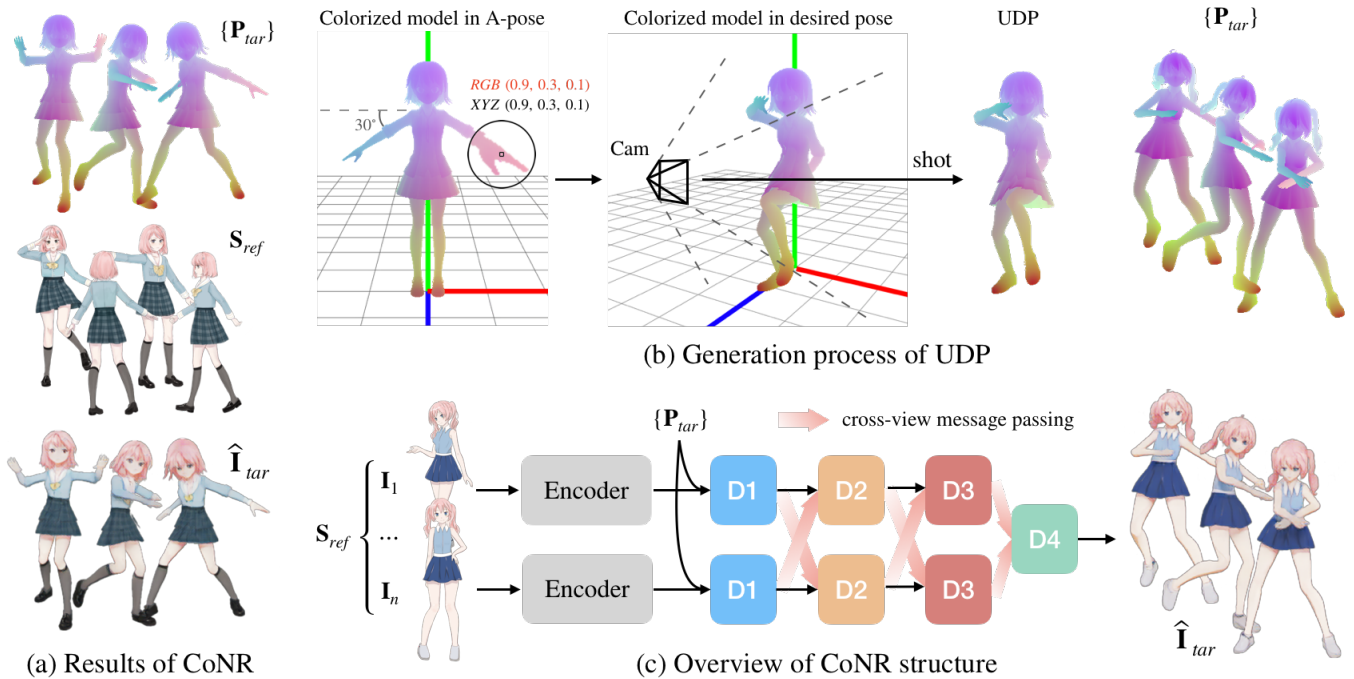 {P_tar}
S_ref
Î_tar
(a) Results of CoNR
Colorized model in A-pose
RGB (0.9, 0.3, 0.1)
XYZ (0.9, 0.3, 0.1)
30°
Colorized model in desired pose
Cam
shot
UDP
{P_tar}
(b) Generation process of UDP
{P_tar}
cross-view message passing
S_ref
I_1
...
I_n
Encoder
D1
D2
D3
Encoder
D1
D2
D3
D4
Î_tar
(c) Overview of CoNR structure